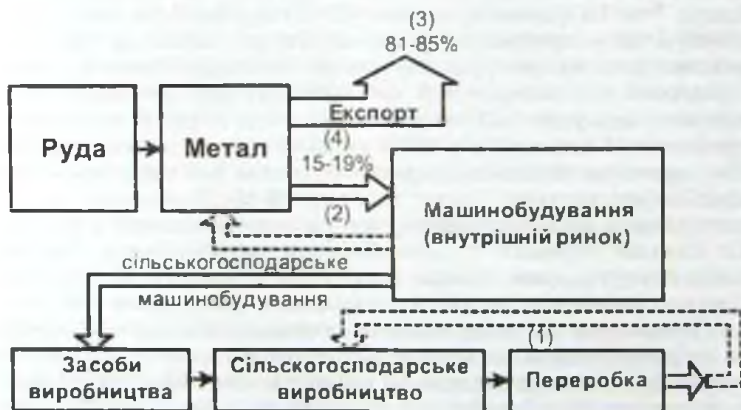 (3)
81-85%
Експорт
Руда
Метал
(4)
15-19%
(2)
Машинобудування
(внутрішній ринок)
сільськогосподарське
машинобудування
(1)
Засоби
виробництва
Сільскогосподарське
виробництво
Переробка